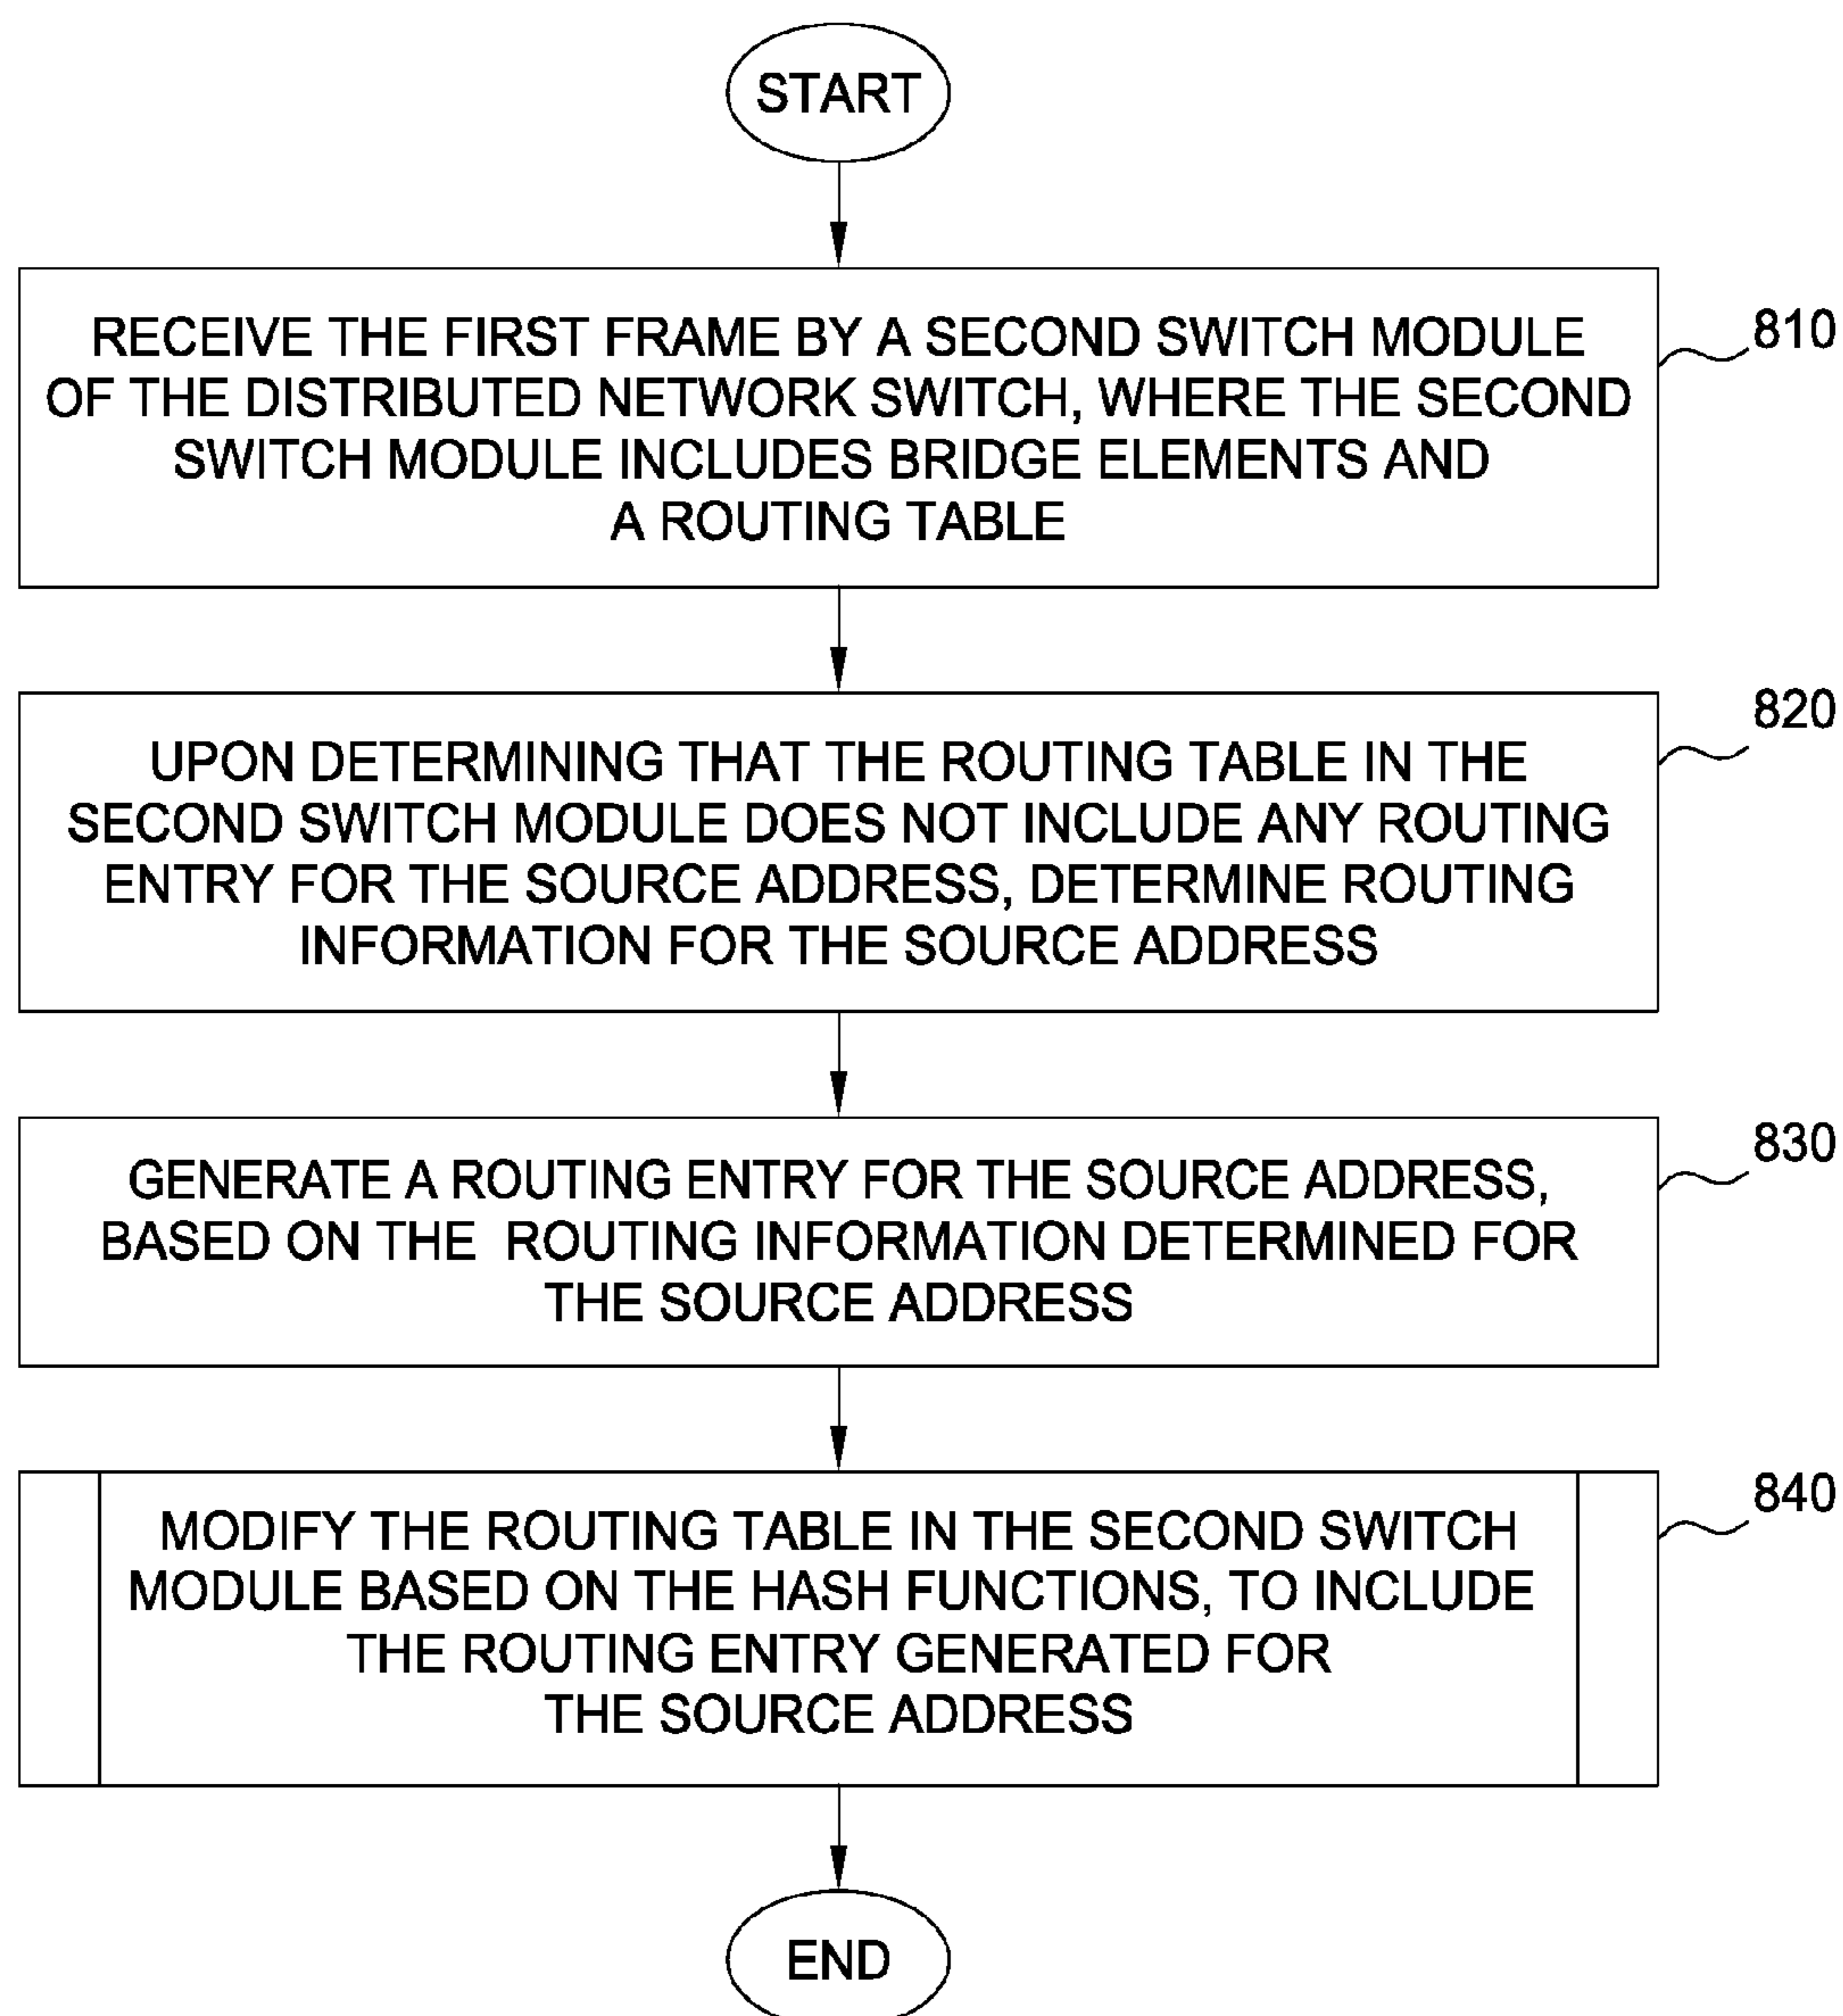 START
RECEIVE THE FIRST FRAME BY A SECOND SWITCH MODULE
OF THE DISTRIBUTED NETWORK SWITCH, WHERE THE SECOND
SWITCH MODULE INCLUDES BRIDGE ELEMENTS AND
A ROUTING TABLE
810
UPON DETERMINING THAT THE ROUTING TABLE IN THE
SECOND SWITCH MODULE DOES NOT INCLUDE ANY ROUTING
ENTRY FOR THE SOURCE ADDRESS, DETERMINE ROUTING
INFORMATION FOR THE SOURCE ADDRESS
820
GENERATE A ROUTING ENTRY FOR THE SOURCE ADDRESS,
BASED ON THE ROUTING INFORMATION DETERMINED FOR
THE SOURCE ADDRESS
830
MODIFY THE ROUTING TABLE IN THE SECOND SWITCH
MODULE BASED ON THE HASH FUNCTIONS, TO INCLUDE
THE ROUTING ENTRY GENERATED FOR
THE SOURCE ADDRESS
840
END